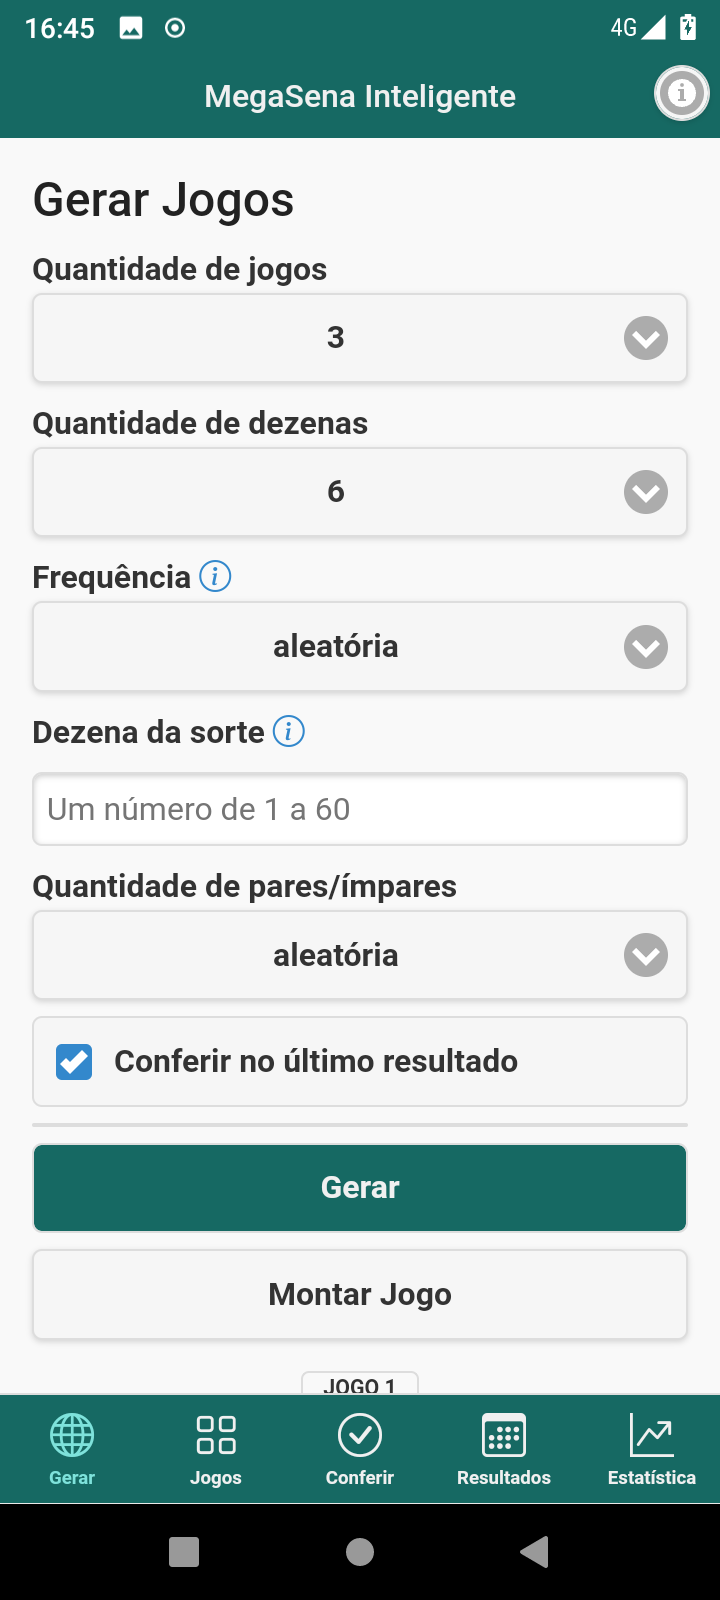 16:45
4G
MegaSena Inteligente
Gerar Jogos
Quantidade de jogos
3
Quantidade de dezenas
6
Frequência
aleatória
Dezena da sorte
Um número de 1 a 60
Quantidade de pares/ímpares
aleatória
Conferir no último resultado
Gerar
Montar Jogo
JOGO 1
Gerar
Jogos
Conferir
Resultados
Estatística